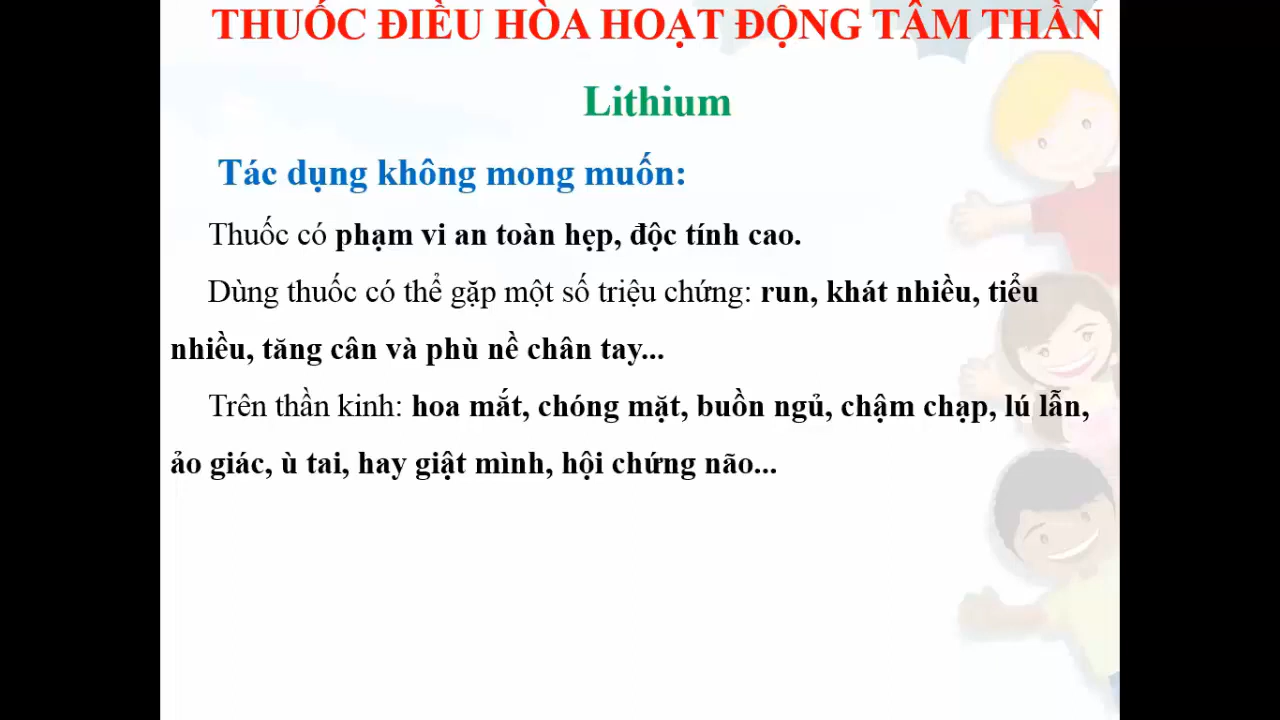 THUỐC ĐIỀU HÒA HOẠT ĐỘNG TÂM THẦN
Lithium
Tác dụng không mong muốn:
Thuốc có phạm vi an toàn hẹp, độc tính cao.
Dùng thuốc có thể gặp một số triệu chứng: run, khát nhiều, tiểu
nhiều, tăng cân và phù nề chân tay...
Trên thần kinh: hoa mắt, chóng mặt, buồn ngủ, chậm chạp, lú lẫn,
ảo giác, ù tai, hay giật mình, hội chứng não...